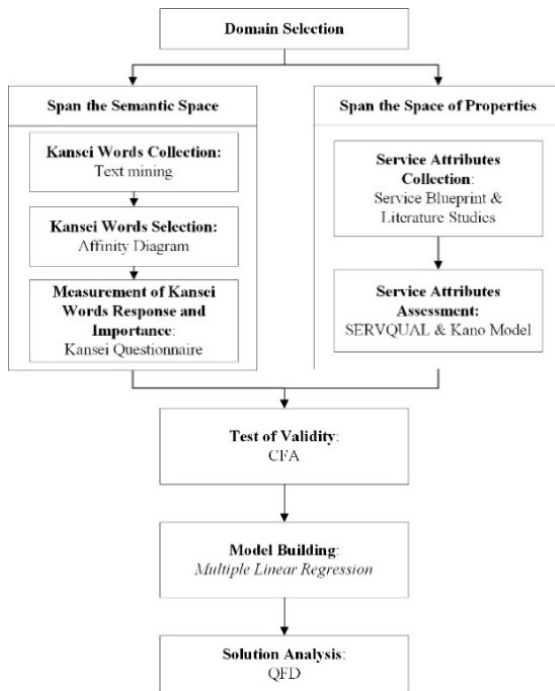 Domain Selection
Span the Semantic Space
Kansei Words Collection:
Text mining
Kansei Words Selection:
Affinity Diagram
Measurement of Kansei
Words Response and
Importance:
Kansei Questionnaire
Span the Space of Properties
Service Attributes
Collection:
Service Blueprint &
Literature Studies
Service Attributes
Assessment:
SERVQUAL & Kano Model
Test of Validity:
CFA
Model Building:
Multiple Linear Regression
Solution Analysis:
QFD